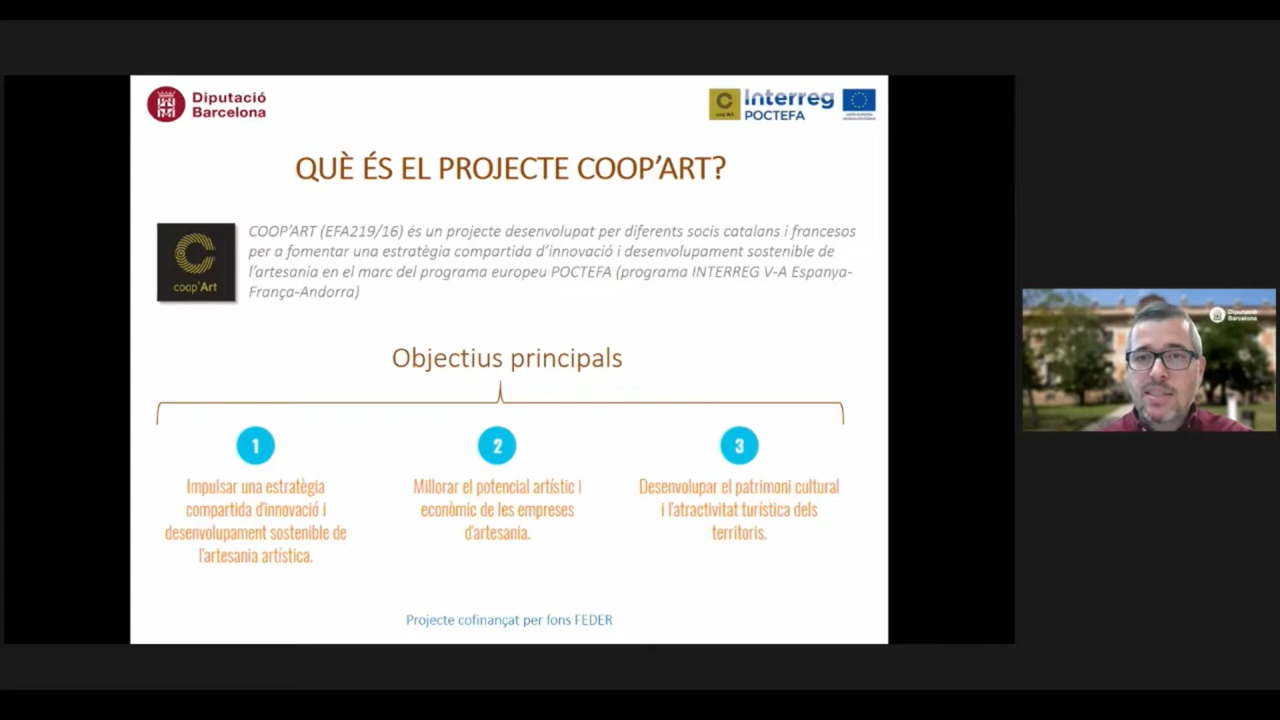 Diputació
Barcelona
coop'Art
Interreg
POCTEFA
QUÈ ÉS EL PROJECTE COOP'ART?
COOP'ART (EFA219/16) és un projecte desenvolupat per diferents socis catalans i francesos
per a fomentar una estratègia compartida d'innovació i desenvolupament sostenible de
l'artesania en el marc del programa europeu POCTEFA (programa INTERREG V-A Espanya-
França-Andorra)
coop'Art
Objectius principals
1
Impulsar una estratègia
compartida d'innovació i
desenvolupament sostenible de
l'artesania artística.
2
Millorar el potencial artístic i
econòmic de les empreses
d'artesania.
3
Desenvolupar el patrimoni cultural
i l'atractivitat turística dels
territoris.
Projecte cofinançat per fons FEDER
Diputació
Barcelona